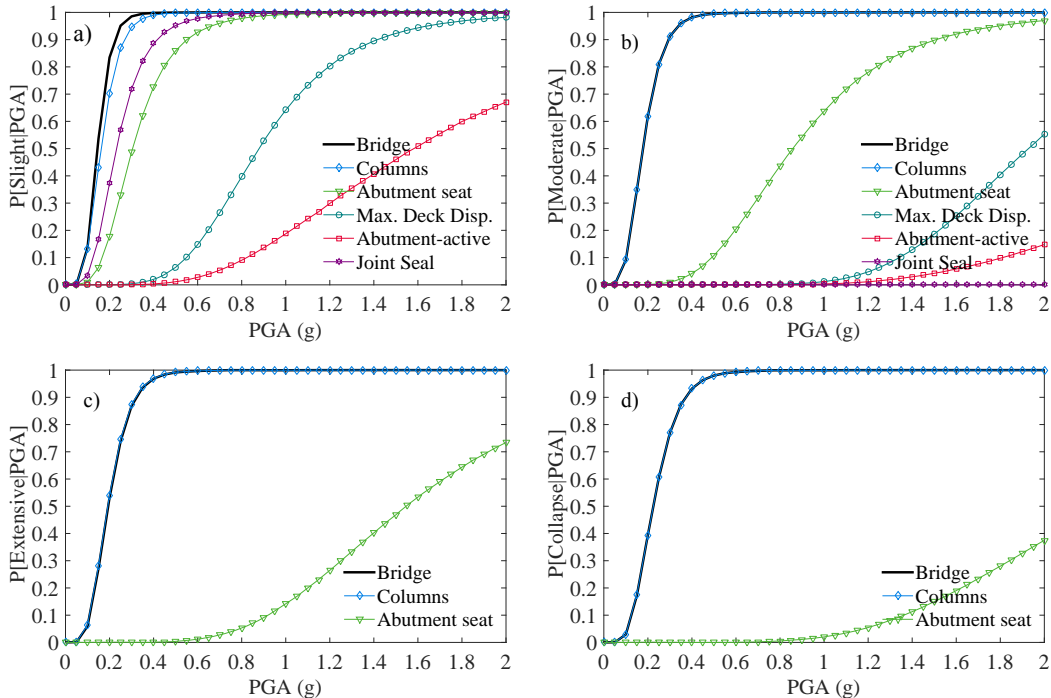 a)
P[Slight|PGA]
1
0.9
0.8
0.7
0.6
0.5
0.4
0.3
0.2
0.1
0
Bridge
Columns
Abutment seat
Max. Deck Disp.
Abutment-active
Joint Seal
0 0.2 0.4 0.6 0.8 1 1.2 1.4 1.6 1.8 2
PGA (g)
b)
P[Moderate|PGA]
1
0.9
0.8
0.7
0.6
0.5
0.4
0.3
0.2
0.1
0
Bridge
Columns
Abutment seat
Max. Deck Disp.
Abutment-active
Joint Seal
0 0.2 0.4 0.6 0.8 1 1.2 1.4 1.6 1.8 2
PGA (g)
c)
P[Extensive|PGA]
1
0.9
0.8
0.7
0.6
0.5
0.4
0.3
0.2
0.1
0
Bridge
Columns
Abutment seat
0 0.2 0.4 0.6 0.8 1 1.2 1.4 1.6 1.8 2
PGA (g)
d)
P[Collapse|PGA]
1
0.9
0.8
0.7
0.6
0.5
0.4
0.3
0.2
0.1
0
Bridge
Columns
Abutment seat
0 0.2 0.4 0.6 0.8 1 1.2 1.4 1.6 1.8 2
PGA (g)